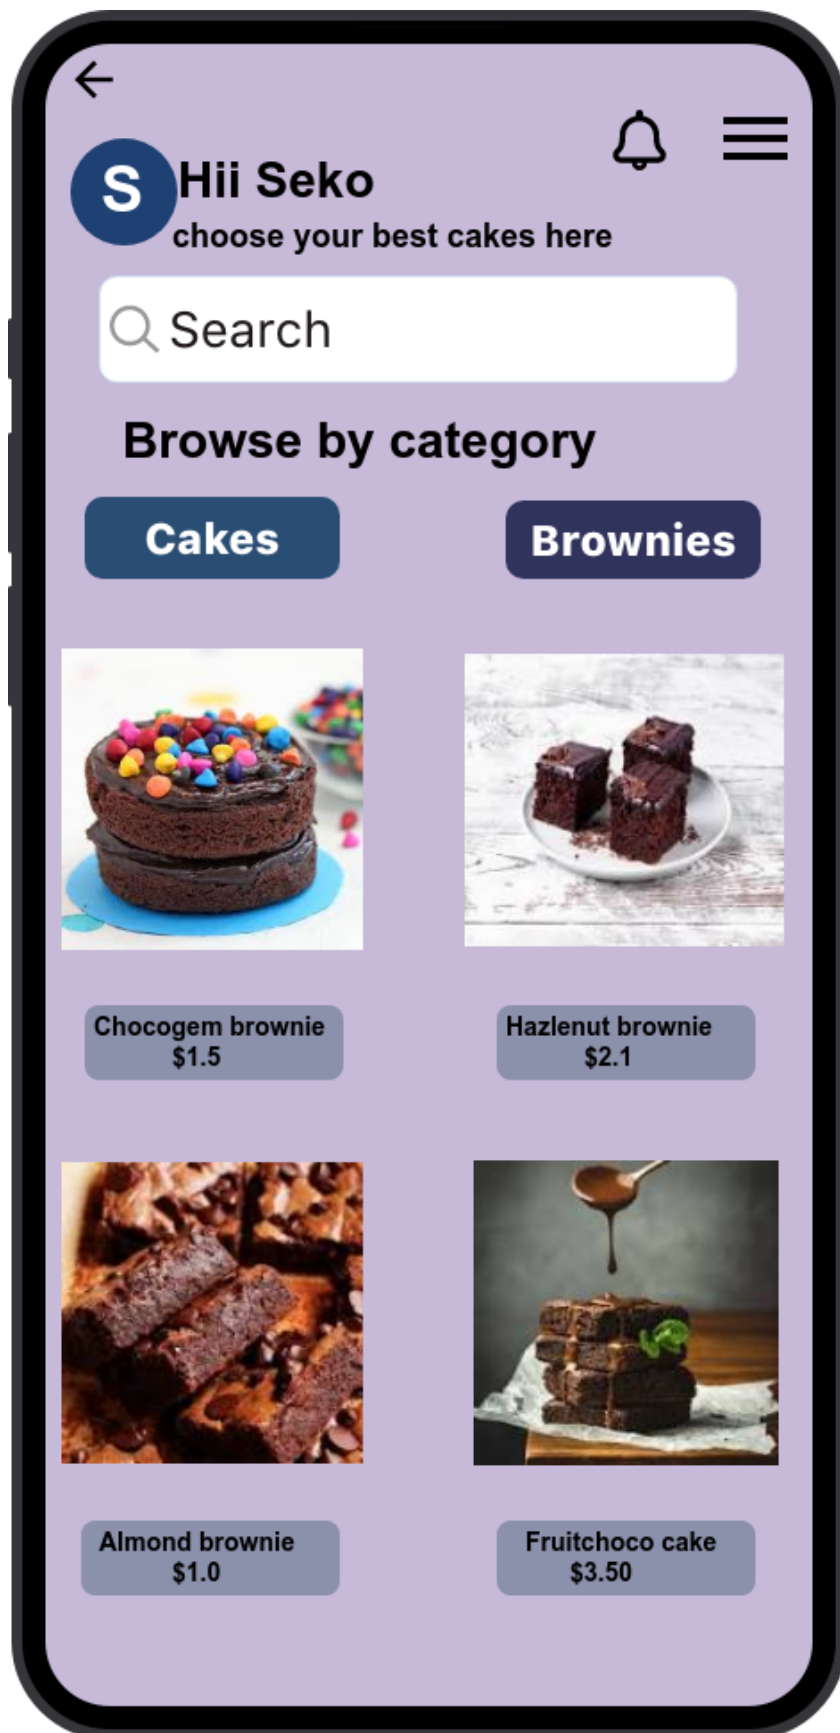 S
Hii Seko
choose your best cakes here
Search
Browse by category
Cakes
Brownies
Chocogem brownie
$1.5
Hazlenut brownie
$2.1
Almond brownie
$1.0
Fruitchoco cake
$3.50